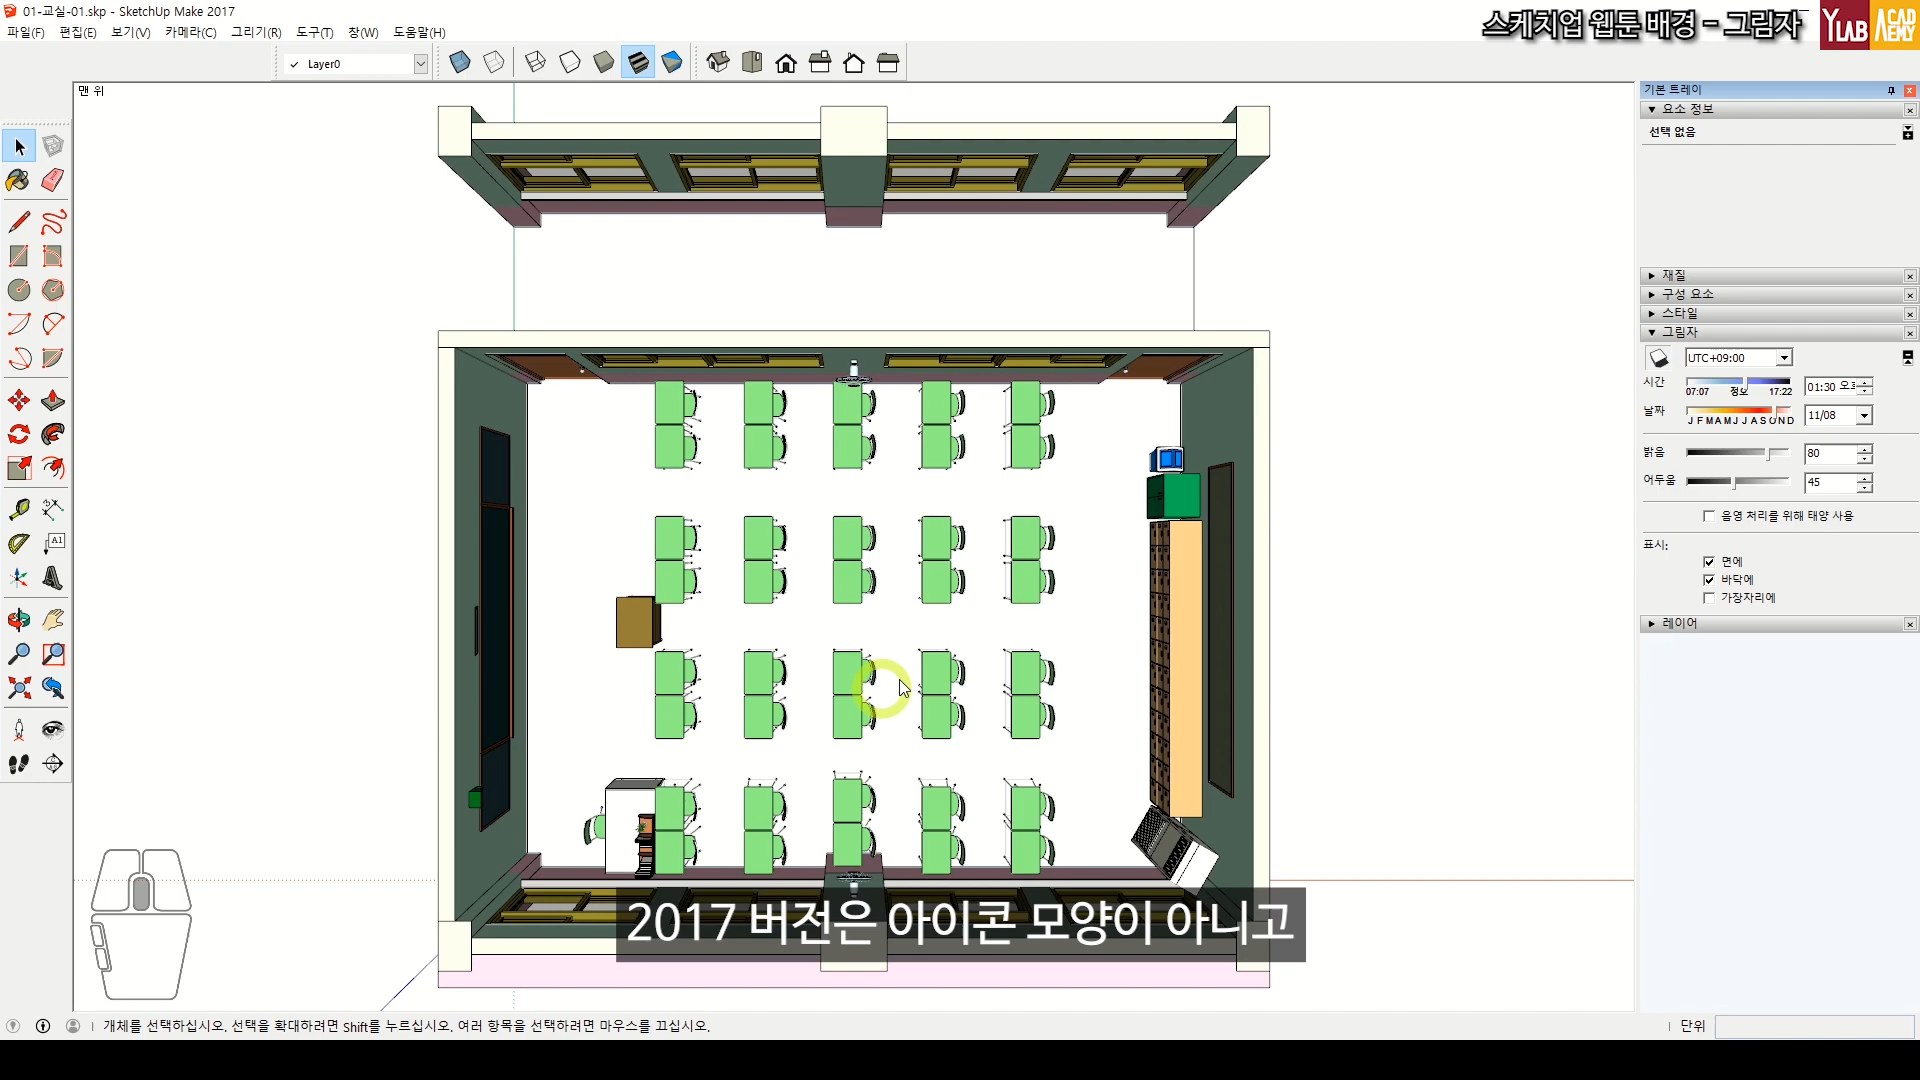 01-교실-01.skp - SketchUp Make 2017
스케치업 웹툰 배경 - 그림자
YLAB ACADEMY
파일(F) 편집(E) 보기(V) 카메라(C) 그리기(R) 도구(T) 창(W) 도움말(H)
Layer0
맨 위
기본 트레이
요소 정보
선택 없음
재질
구성 요소
스타일
그림자
UTC+09:00
시간
07:07 정오 17:22
01:30 오후
날짜
J F M A M J J A S O N D
11/08
밝음 80
어두움 45
음영 처리를 위해 태양 사용
표시:
면에
바닥에
가장자리에
레이어
A1
2017 버전은 아이콘 모양이 아니고
개체를 선택하십시오. 선택을 확대하려면 Shift를 누르십시오. 여러 항목을 선택하려면 마우스를 끄십시오.
단위